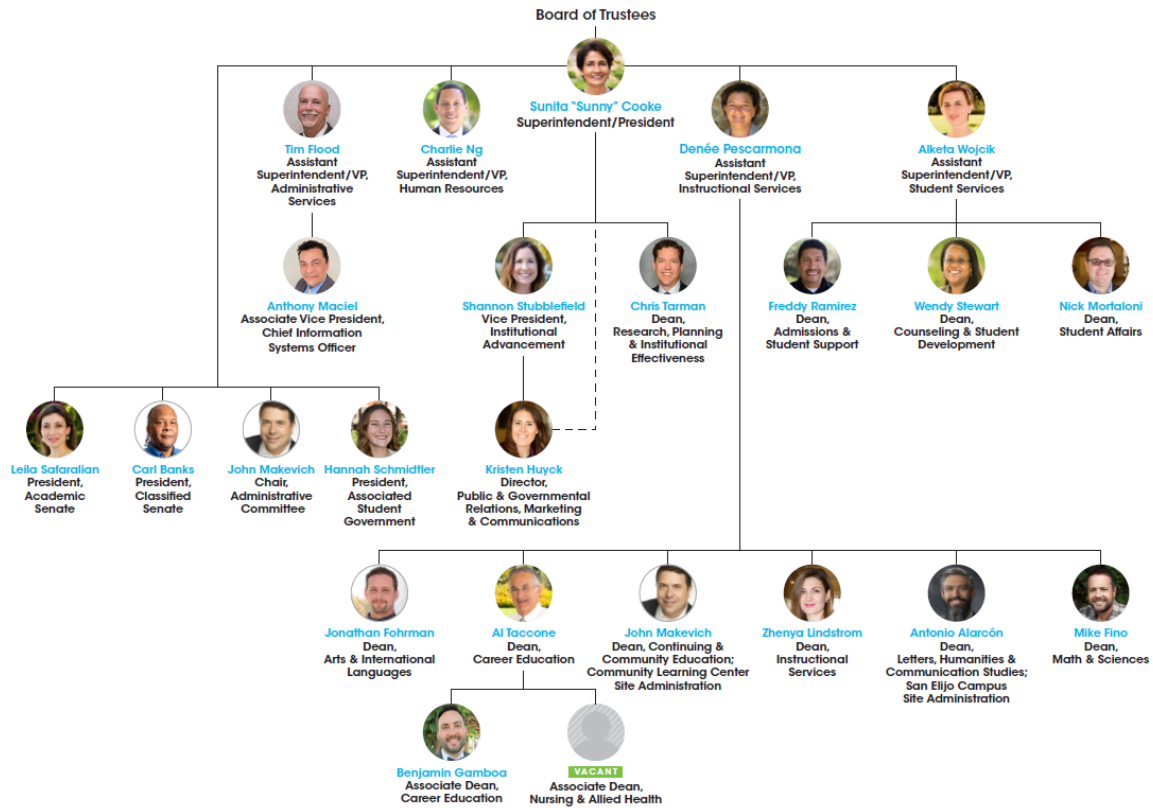 Board of Trustees
Sunita "Sunny" Cooke
Superintendent/President
Tim Flood
Assistant
Superintendent/VP,
Administrative
Services
Charlie Ng
Assistant
Superintendent/VP,
Human Resources
Denée Pescarmona
Assistant
Superintendent/VP,
Instructional Services
Alketa Wojcik
Assistant
Superintendent/VP,
Student Services
Anthony Maciel
Associate Vice President,
Chief Information
Systems Officer
Shannon Stubblefield
Vice President,
Institutional
Advancement
Chris Tarman
Dean,
Research, Planning
& Institutional
Effectiveness
Freddy Ramirez
Dean,
Admissions &
Student Support
Wendy Stewart
Dean,
Counseling & Student
Development
Nick Mortaloni
Dean,
Student Affairs
Leila Safaralian
President,
Academic
Senate
Carl Banks
President,
Classified
Senate
John Makevich
Chair,
Administrative
Committee
Hannah Schmidtler
President,
Associated
Student
Government
Kristen Huyck
Director,
Public & Governmental
Relations, Marketing
& Communications
Jonathan Fohrman
Dean,
Arts & International
Languages
Al Taccone
Dean,
Career Education
John Makevich
Dean, Continuing &
Community Education;
Community Learning Center
Site Administration
Zhenya Lindstrom
Dean,
Instructional
Services
Antonio Alarcón
Dean,
Letters, Humanities &
Communication Studies;
San Elijo Campus
Site Administration
Mike Fino
Dean,
Math & Sciences
Benjamin Gamboa
Associate Dean,
Career Education
VACANT
Associate Dean,
Nursing & Allied Health